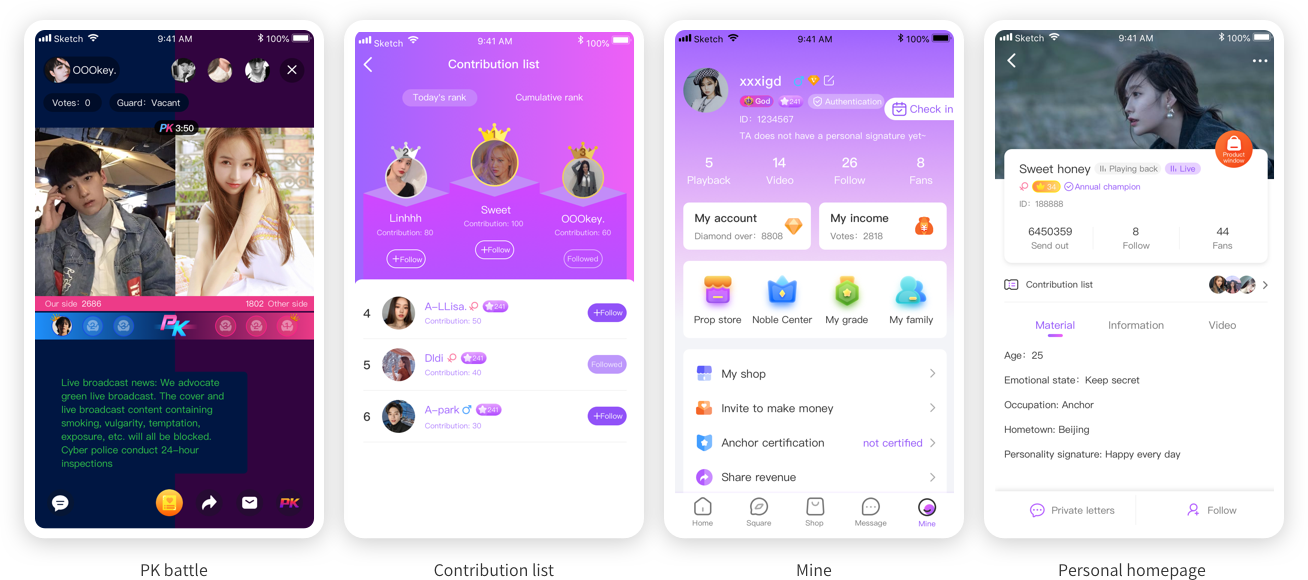 Sketch 9:41 AM 100%
OOOkey.
Votes: 0 Guard: Vacant
PK 3:50
Our side 2686 1802 Other side
PK
Live broadcast news: We advocate
green live broadcast. The cover and
live broadcast content containing
smoking, vulgarity, temptation,
exposure, etc. will all be blocked.
Cyber police conduct 24-hour
inspections
PK
PK battle
Sketch 9:41 AM 100%
Contribution list
Today's rank Cumulative rank
1
2
3
Linhhh
Contribution: 80
+Follow
Sweet
Contribution: 100
+Follow
OOOkey.
Contribution: 60
Followed
4 A-LLisa. 241
Contribution: 50
+Follow
5 Dldi 241
Contribution: 40
Followed
6 A-park 241
Contribution: 30
+Follow
Contribution list
Sketch 9:41 AM 100%
xxxigd
God 241 Authentication
Check in
ID: 1234567
TA does not have a personal signature yet~
5 14 26 8
Playback Video Follow Fans
My account
Diamond over: 8808
My income
Votes: 2818
Prop store Noble Center My grade My family
My shop
Invite to make money
Anchor certification not certified
Share revenue
Home Square Shop Message Mine
Mine
Sketch 9:41 AM 100%
Product
window
Sweet honey Playing back Live
34 Annual champion
ID: 188888
6450359 8 44
Send out Follow Fans
Contribution list
Material Information Video
Age: 25
Emotional state: Keep secret
Occupation: Anchor
Hometown: Beijing
Personality signature: Happy every day
Private letters Follow
Personal homepage